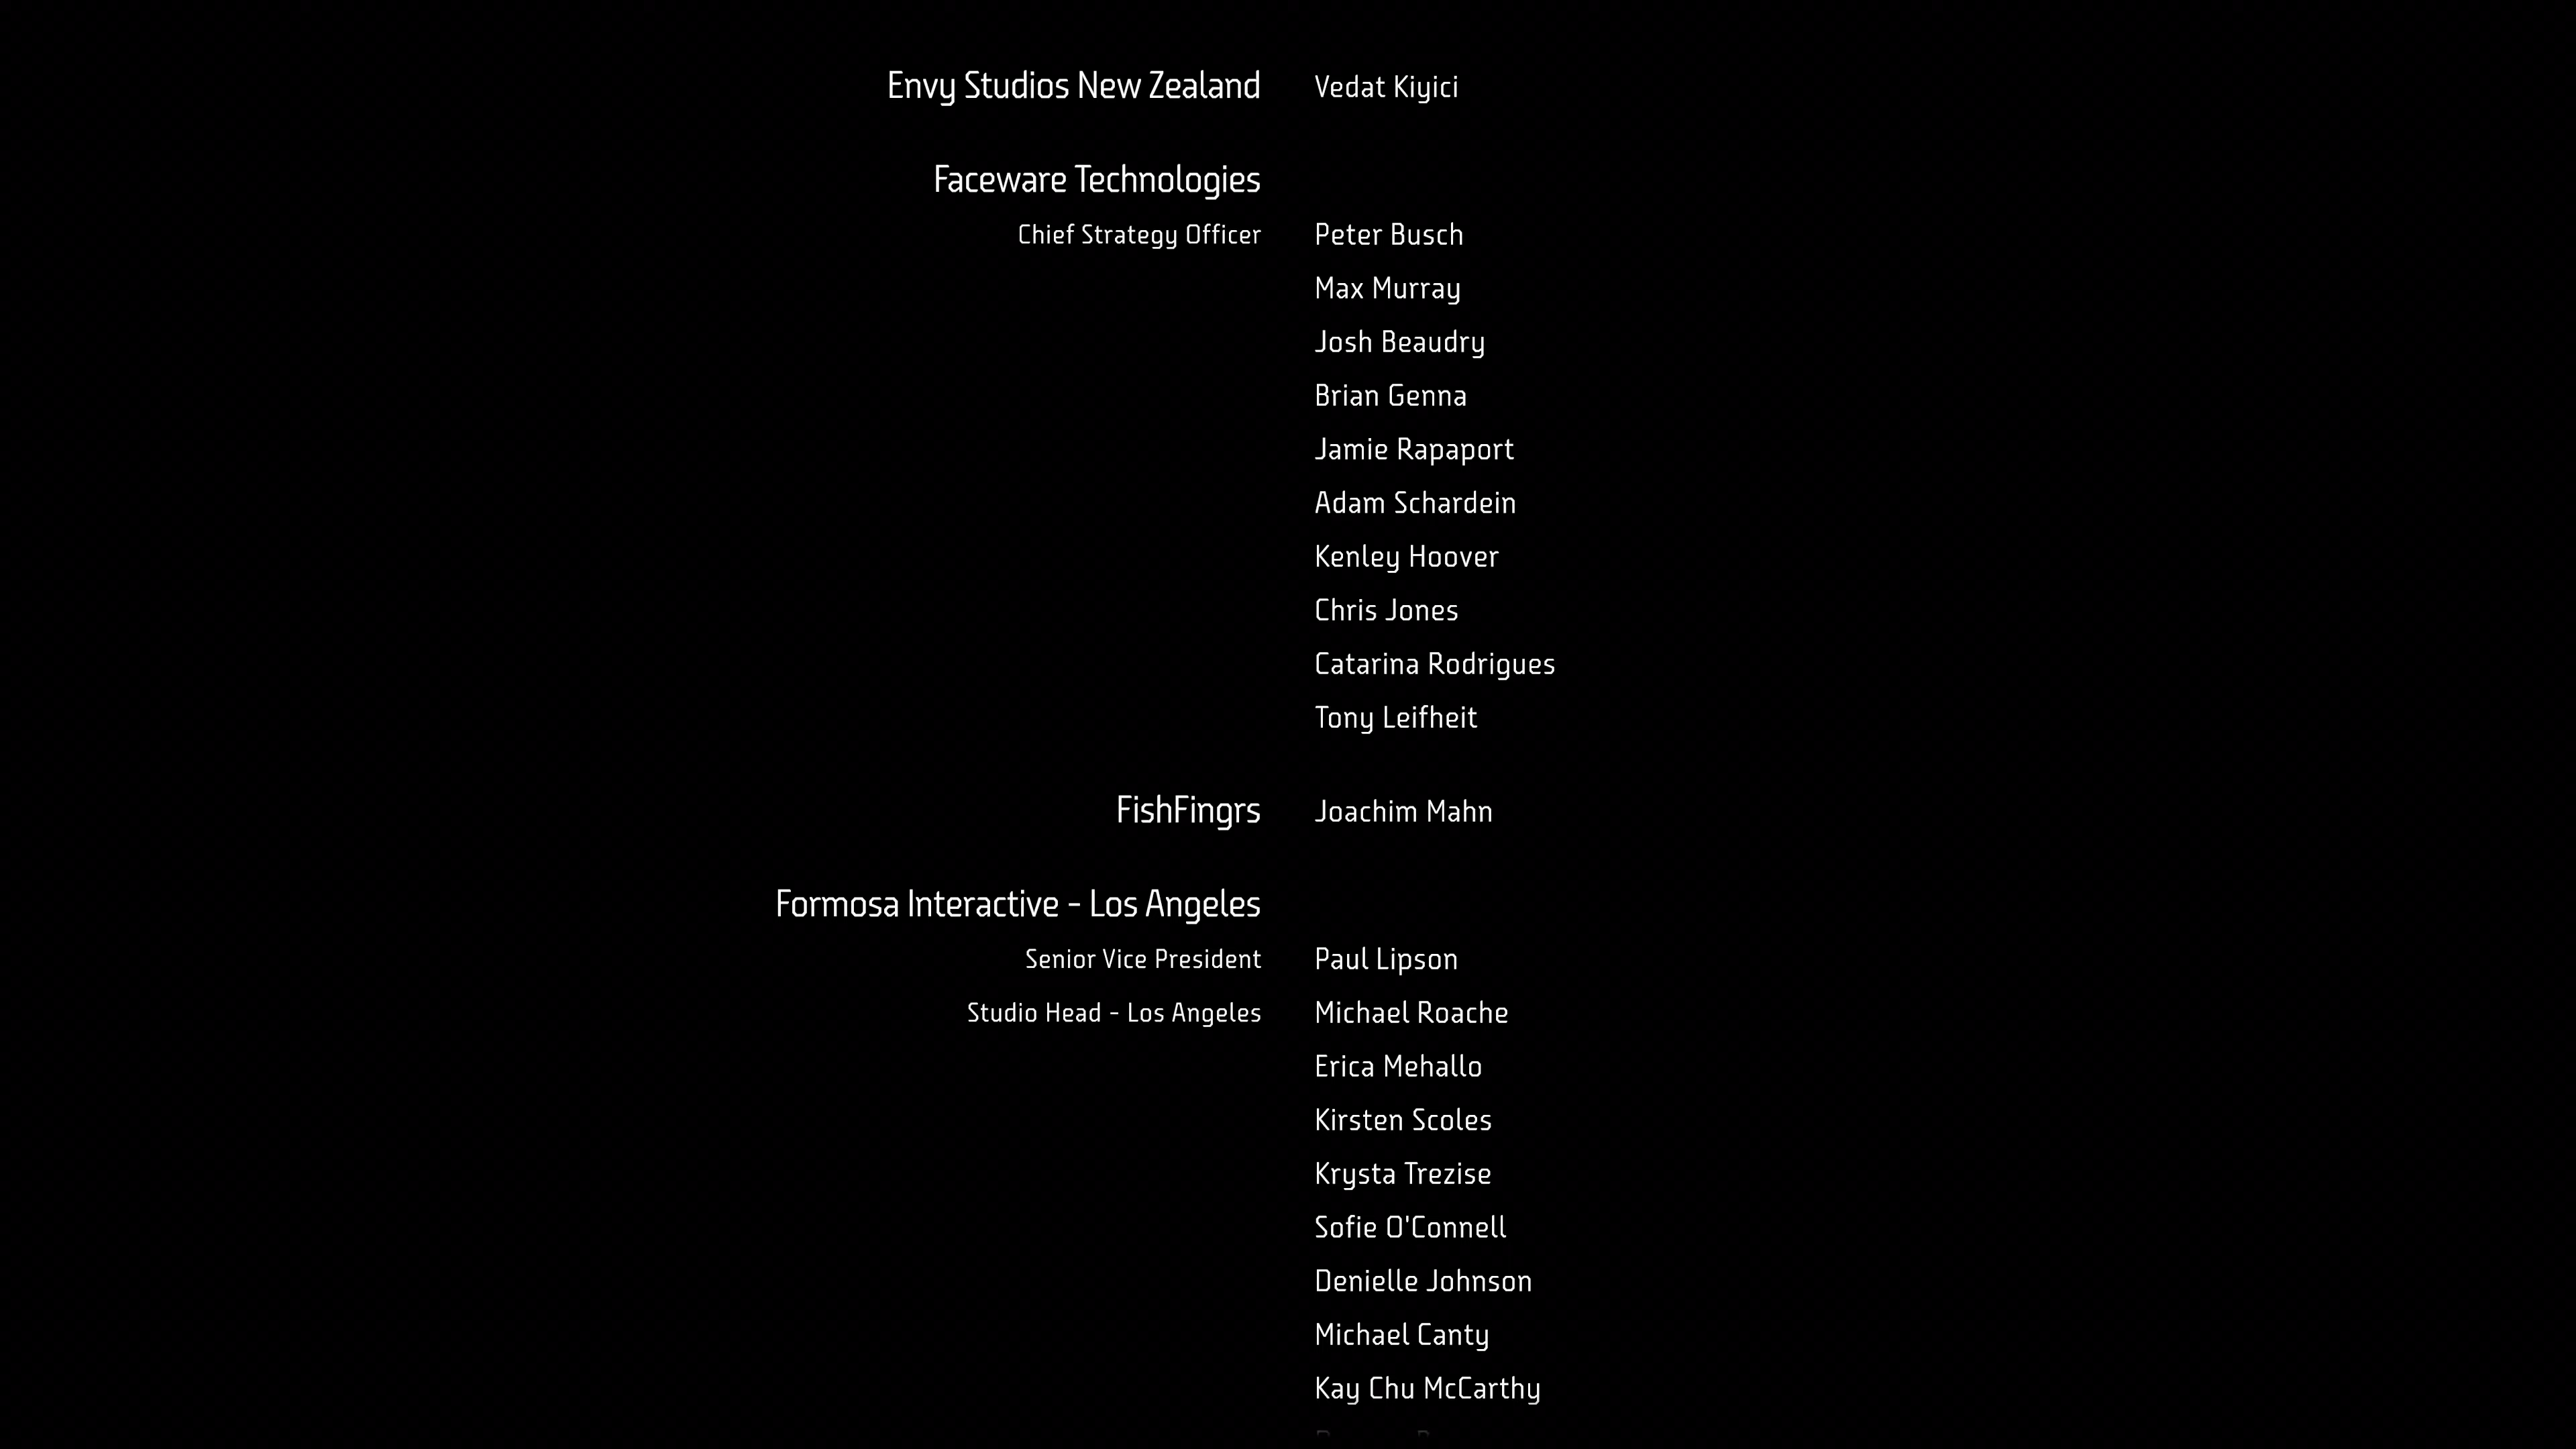 Envy Studios New Zealand Vedat Kiyici
Faceware Technologies
Chief Strategy Officer Peter Busch
Max Murray
Josh Beaudry
Brian Genna
Jamie Rapaport
Adam Schardein
Kenley Hoover
Chris Jones
Catarina Rodrigues
Tony Leifheit
FishFingrs Joachim Mahn
Formosa Interactive - Los Angeles
Senior Vice President Paul Lipson
Studio Head - Los Angeles Michael Roache
Erica Mehallo
Kirsten Scoles
Krysta Trezise
Sofie O'Connell
Denielle Johnson
Michael Canty
Kay Chu McCarthy